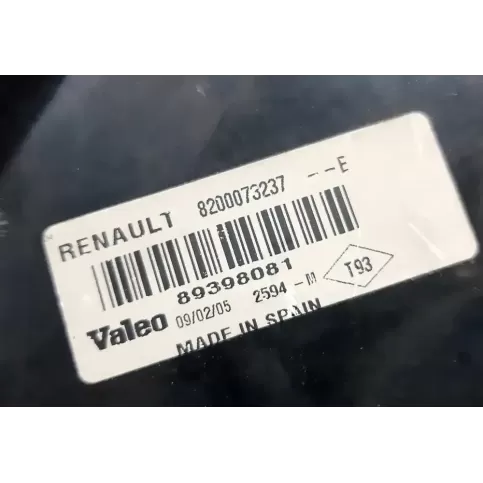 RENAULT 8200073237 --E
89398081
Valeo 09/02/05 2594-M T93
MADE IN SPAIN